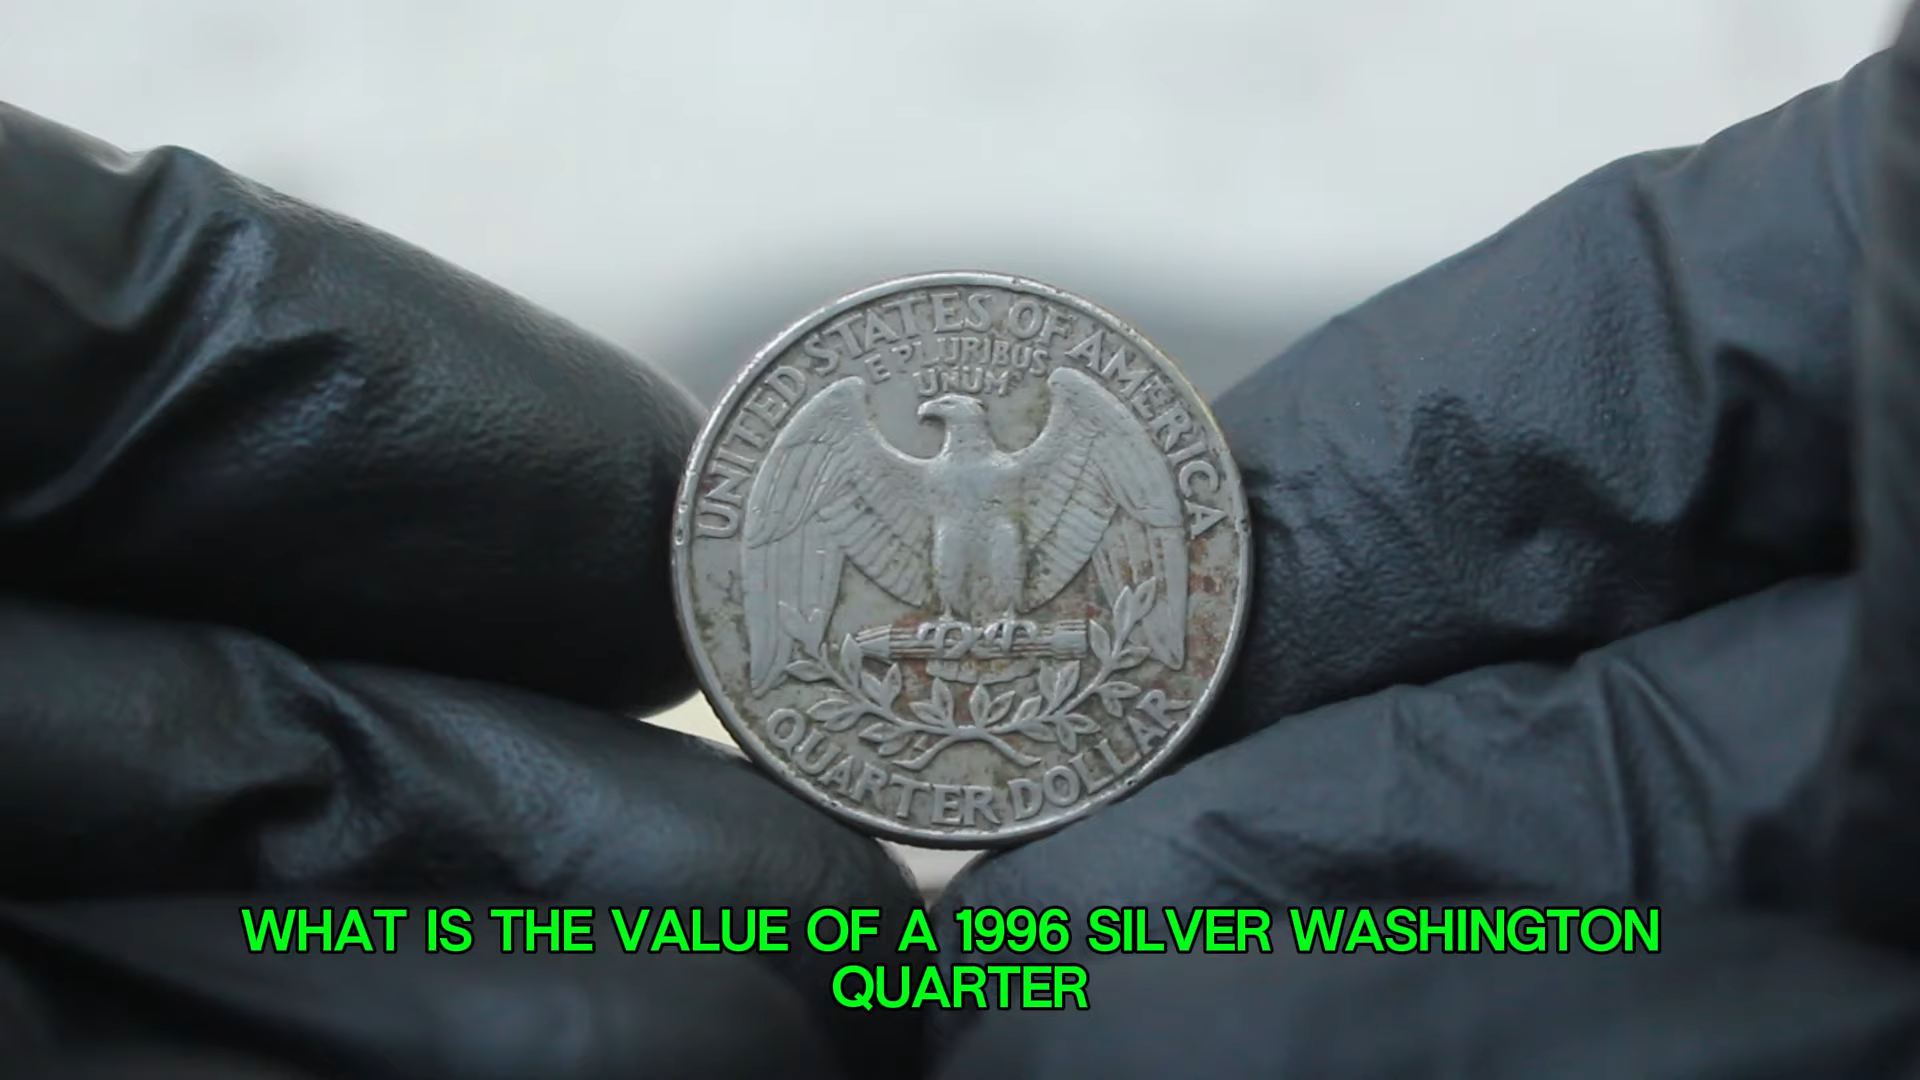 UNITED STATES OF AMERICA
E PLURIBUS
UNUM
QUARTER DOLLAR
WHAT IS THE VALUE OF A 1996 SILVER WASHINGTON
QUARTER